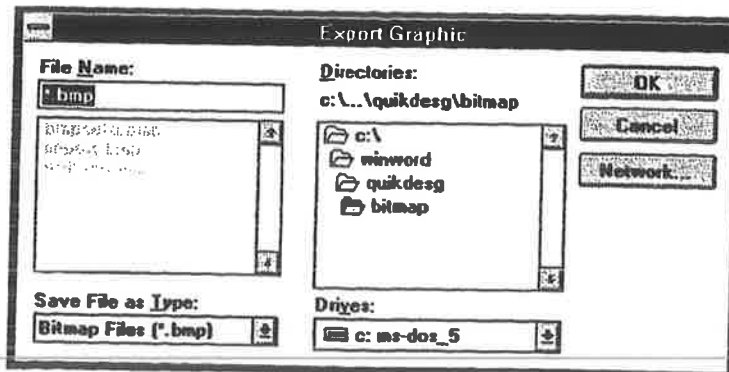 Export Graphic
File Name:
*.bmp
Directories:
c:\...\quikdesg\bitmap
c:\
winword
quikdesg
bitmap
OK
Cancel
Network...
Save File as Type:
Bitmap Files (*.bmp)
Drives:
c: ms-dos_5